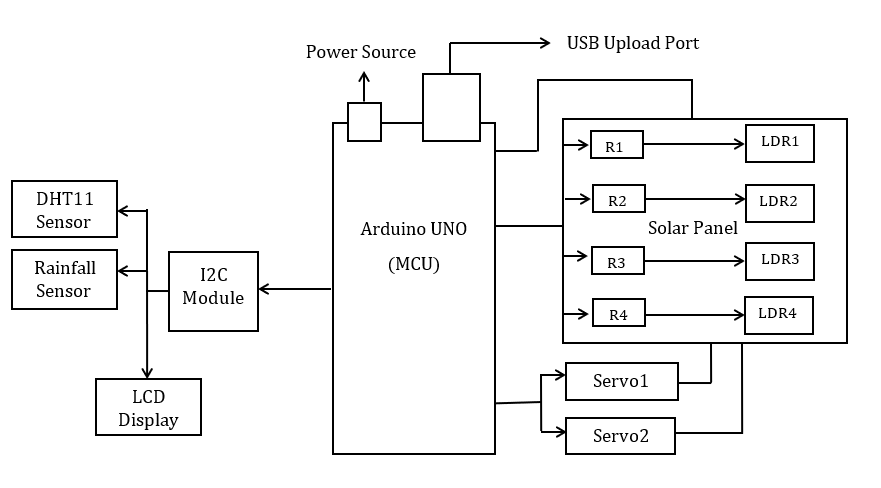 Power Source
USB Upload Port
R1
LDR1
DHT11
Sensor
R2
LDR2
Arduino UNO
(MCU)
Solar Panel
Rainfall
Sensor
I2C
Module
R3
LDR3
R4
LDR4
LCD
Display
Servo1
Servo2